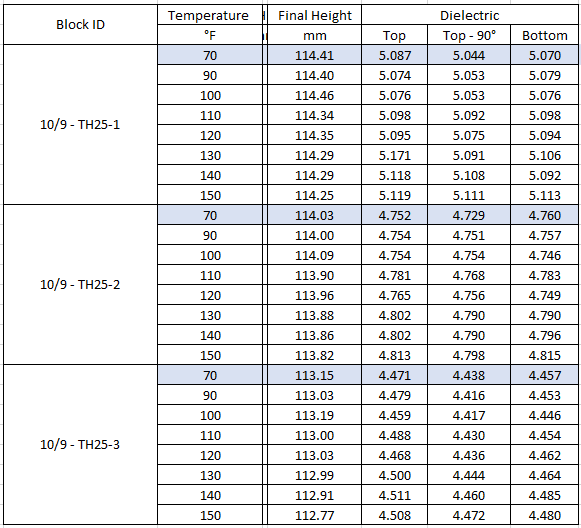 Block ID Temperature Final Height Dielectric
°F mm Top Top - 90° Bottom
70 114.41 5.087 5.044 5.070
90 114.40 5.074 5.053 5.079
100 114.46 5.076 5.053 5.076
110 114.34 5.098 5.092 5.098
10/9 - TH25-1 120 114.35 5.095 5.075 5.094
130 114.29 5.171 5.091 5.106
140 114.29 5.118 5.108 5.092
150 114.25 5.119 5.111 5.113
70 114.03 4.752 4.729 4.760
90 114.00 4.754 4.751 4.757
100 114.09 4.754 4.754 4.746
110 113.90 4.781 4.768 4.783
10/9 - TH25-2 120 113.96 4.765 4.756 4.749
130 113.88 4.802 4.790 4.790
140 113.86 4.802 4.790 4.796
150 113.82 4.813 4.798 4.815
70 113.15 4.471 4.438 4.457
90 113.03 4.479 4.416 4.453
100 113.19 4.459 4.417 4.446
110 113.00 4.488 4.430 4.454
10/9 - TH25-3 120 113.03 4.468 4.436 4.462
130 112.99 4.500 4.444 4.464
140 112.91 4.511 4.460 4.485
150 112.77 4.508 4.472 4.480